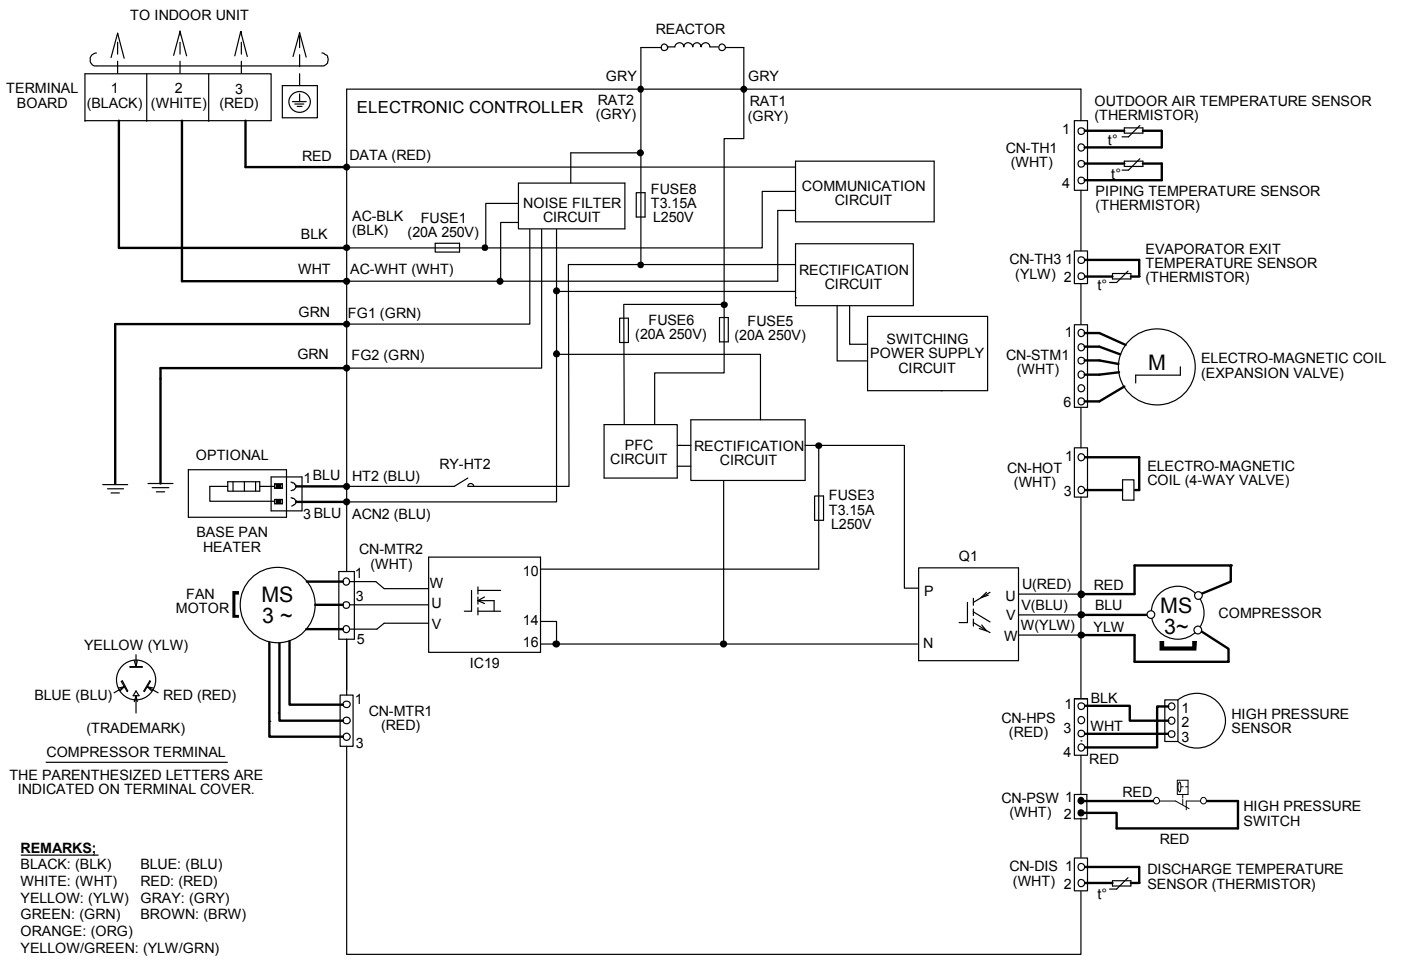 TO INDOOR UNIT
TERMINAL
BOARD
1
(BLACK)
2
(WHITE)
3
(RED)
REACTOR
GRY
GRY
RAT2
(GRY)
RAT1
(GRY)
ELECTRONIC CONTROLLER
RED
DATA (RED)
NOISE FILTER
CIRCUIT
FUSE8
T3.15A
L250V
COMMUNICATION
CIRCUIT
BLK
AC-BLK
(BLK)
FUSE1
(20A 250V)
WHT
AC-WHT (WHT)
RECTIFICATION
CIRCUIT
GRN
FG1 (GRN)
FUSE6
(20A 250V)
FUSE5
(20A 250V)
SWITCHING
POWER SUPPLY
CIRCUIT
GRN
FG2 (GRN)
PFC
CIRCUIT
RECTIFICATION
CIRCUIT
OPTIONAL
1
BLU
HT2 (BLU)
RY-HT2
3
BLU
ACN2 (BLU)
BASE PAN
HEATER
FUSE3
T3.15A
L250V
FAN
MOTOR
MS
3 ~
CN-MTR2
(WHT)
1
3
5
W
U
V
10
14
16
IC19
CN-MTR1
(RED)
1
3
Q1
P
N
U
V
W
U(RED)
V(BLU)
W(YLW)
RED
BLU
YLW
MS
3~
COMPRESSOR
OUTDOOR AIR TEMPERATURE SENSOR
(THERMISTOR)
CN-TH1
(WHT)
1
4
t°
t°
PIPING TEMPERATURE SENSOR
(THERMISTOR)
CN-TH3
(YLW)
1
2
t°
EVAPORATOR EXIT
TEMPERATURE SENSOR
(THERMISTOR)
CN-STM1
(WHT)
1
6
M
ELECTRO-MAGNETIC COIL
(EXPANSION VALVE)
CN-HOT
(WHT)
1
3
ELECTRO-MAGNETIC
COIL (4-WAY VALVE)
CN-HPS
(RED)
1
3
4
BLK
WHT
RED
1
2
3
HIGH PRESSURE
SENSOR
CN-PSW
(WHT)
1
2
RED
RED
HIGH PRESSURE
SWITCH
CN-DIS
(WHT)
1
2
t°
DISCHARGE TEMPERATURE
SENSOR (THERMISTOR)
YELLOW (YLW)
BLUE (BLU)
RED (RED)
(TRADEMARK)
COMPRESSOR TERMINAL
THE PARENTHESIZED LETTERS ARE
INDICATED ON TERMINAL COVER.
REMARKS;
BLACK: (BLK) BLUE: (BLU)
WHITE: (WHT) RED: (RED)
YELLOW: (YLW) GRAY: (GRY)
GREEN: (GRN) BROWN: (BRW)
ORANGE: (ORG)
YELLOW/GREEN: (YLW/GRN)